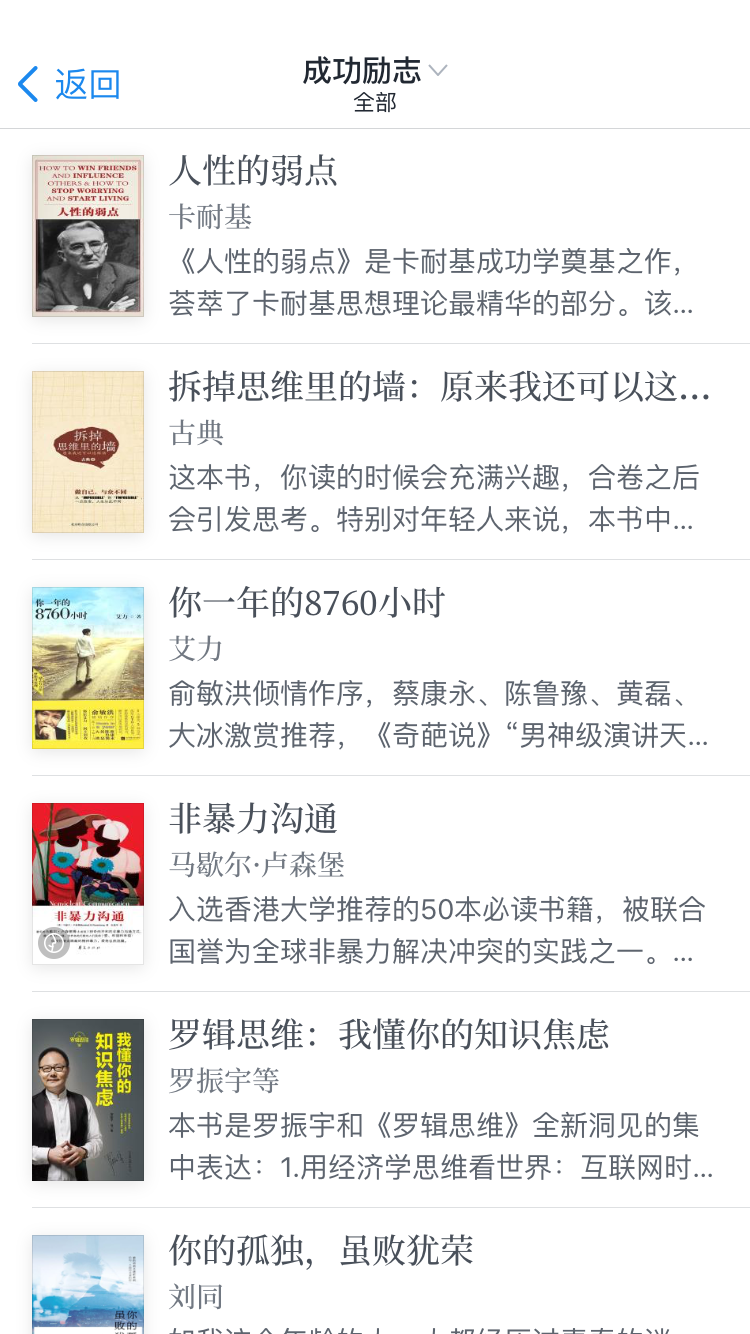 返回
成功励志
全部
HOW TO WIN FRIENDS
AND INFLUENCE
OTHERS & HOW TO
STOP WORRYING
AND START LIVING
人性的弱点
人性的弱点
卡耐基
《人性的弱点》是卡耐基成功学奠基之作，
荟萃了卡耐基思想理论最精华的部分。该...
拆掉
思维里的墙
做自己，与众不同
拆掉思维里的墙：原来我还可以这...
古典
这本书，你读的时候会充满兴趣，合卷之后
会引发思考。特别对年轻人来说，本书中...
你一年的
8760小时
艾力
俞敏洪
你一年的8760小时
艾力
俞敏洪倾情作序，蔡康永、陈鲁豫、黄磊、
大冰激赏推荐，《奇葩说》“男神级演讲天...
非暴力沟通
非暴力沟通
马歇尔·卢森堡
入选香港大学推荐的50本必读书籍，被联合
国誉为全球非暴力解决冲突的实践之一。...
我懂你的
知识焦虑
罗辑思维：我懂你的知识焦虑
罗振宇等
本书是罗振宇和《罗辑思维》全新洞见的集
中表达：1.用经济学思维看世界：互联网时...
你的孤独，虽败犹荣
刘同